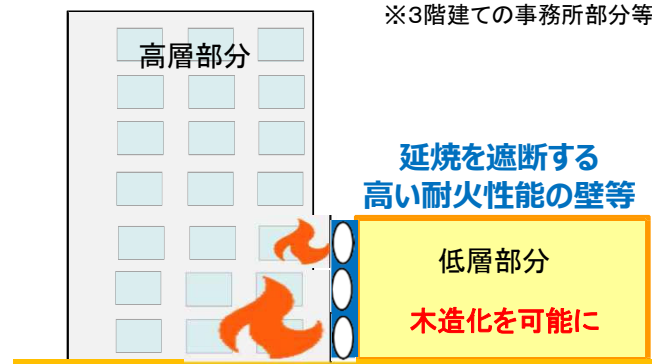 ※3階建ての事務所部分等
高層部分
延焼を遮断する
高い耐火性能の壁等
低層部分
木造化を可能に